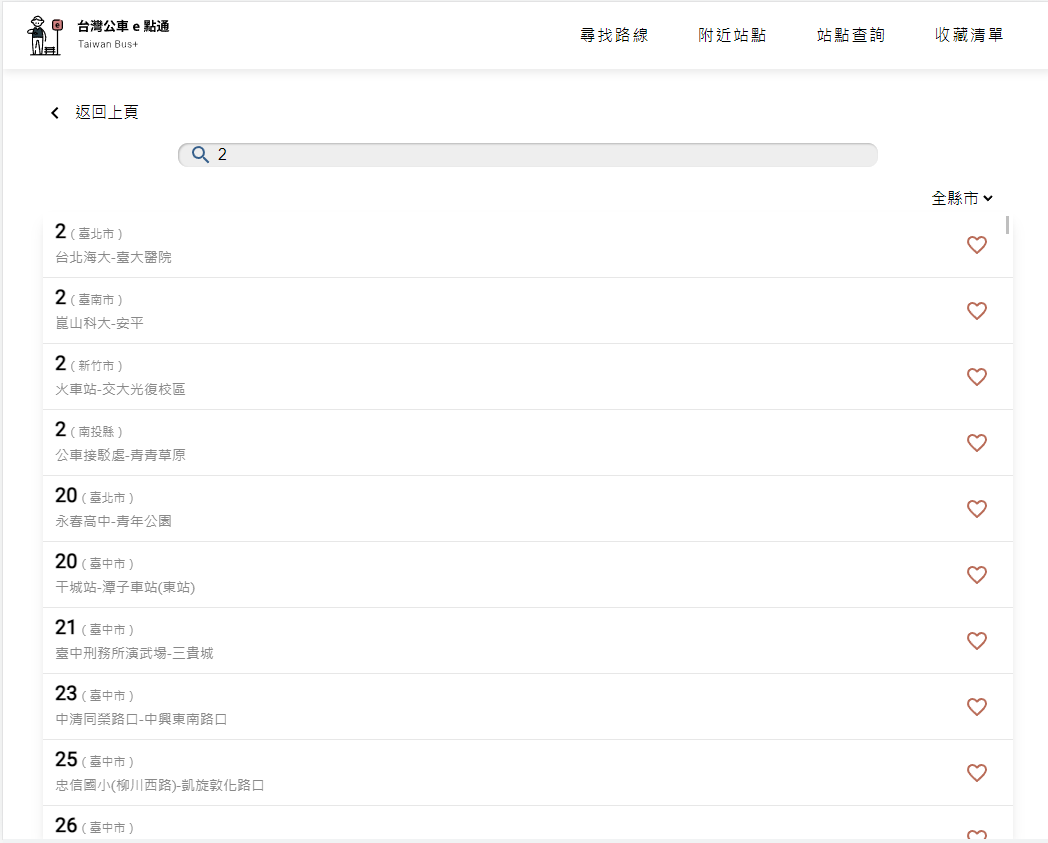 台灣公車 e 點通
Taiwan Bus+
尋找路線 附近站點 站點查詢 收藏清單
返回上頁
2
全縣市
2 ( 臺北市 )
台北海大-臺大醫院
2 ( 臺南市 )
崑山科大-安平
2 ( 新竹市 )
火車站-交大光復校區
2 ( 南投縣 )
公車接駁處-青青草原
20 ( 臺北市 )
永春高中-青年公園
20 ( 臺中市 )
干城站-潭子車站(東站)
21 ( 臺中市 )
臺中刑務所演武場-三貴城
23 ( 臺中市 )
中清同榮路口-中興東南路口
25 ( 臺中市 )
忠信國小(柳川西路)-凱旋敦化路口
26 ( 臺中市 )